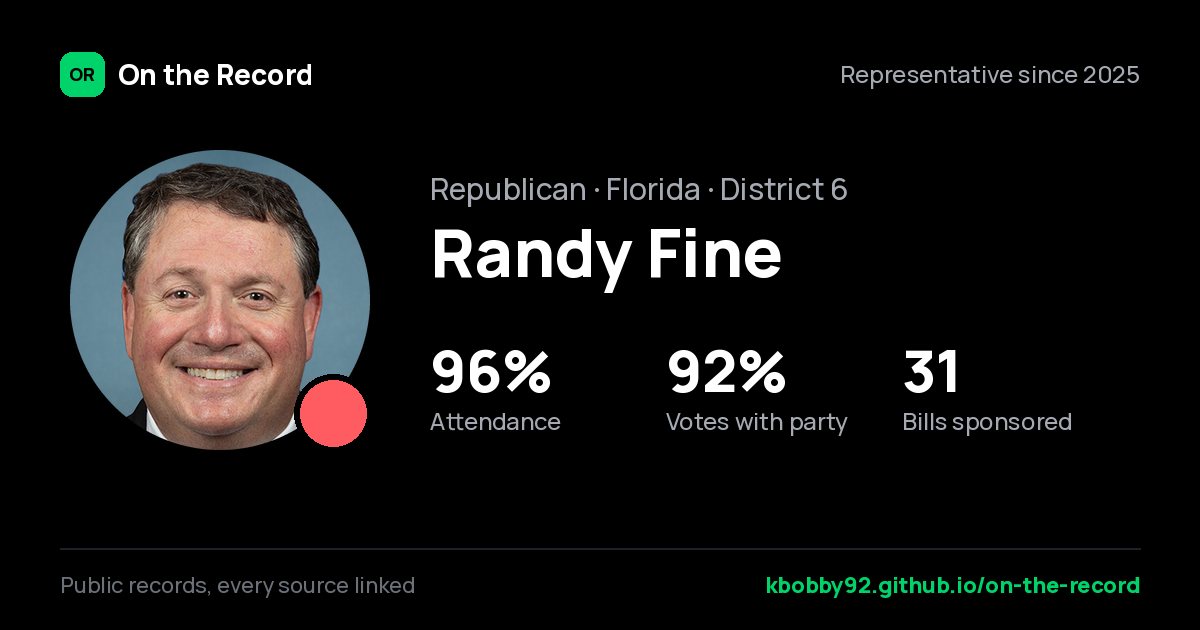 OR On the Record
Representative since 2025
Republican · Florida · District 6
Randy Fine
96% 92% 31
Attendance Votes with party Bills sponsored
Public records, every source linked
kbobby92.github.io/on-the-record